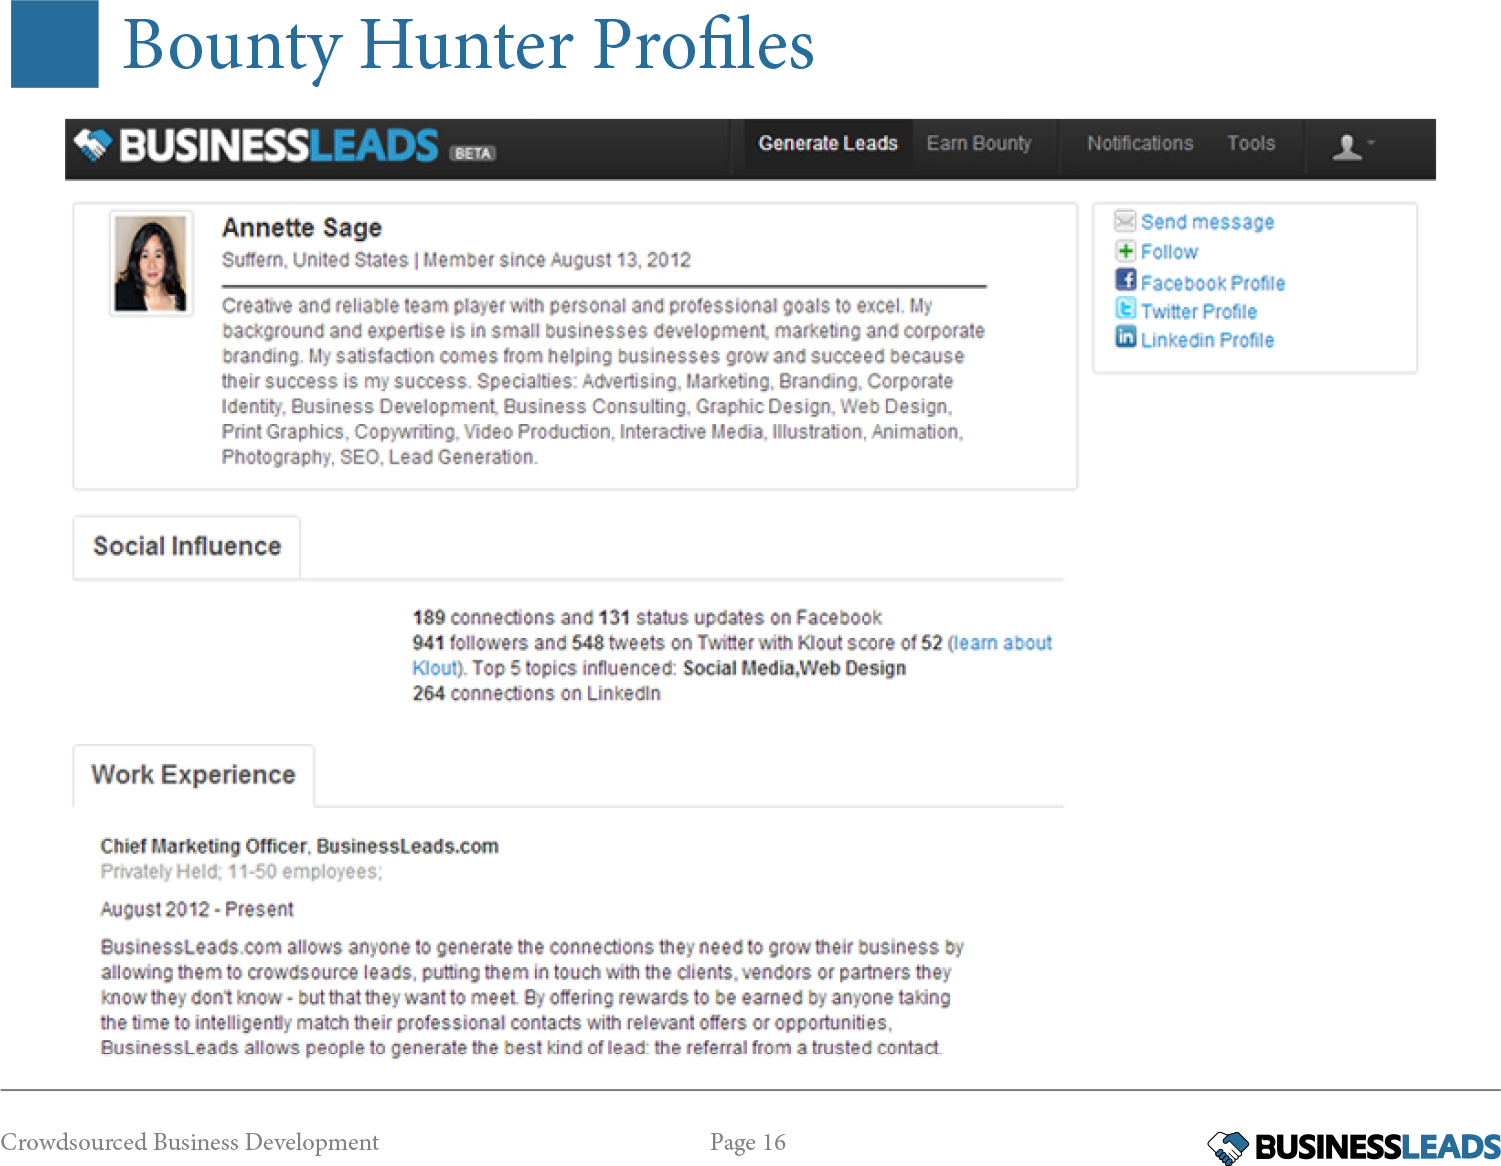 Bounty Hunter Profiles
BUSINESSLEADS BETA
Generate Leads Earn Bounty Notifications Tools
Annette Sage
Suffern, United States | Member since August 13, 2012
Creative and reliable team player with personal and professional goals to excel. My
background and expertise is in small businesses development, marketing and corporate
branding. My satisfaction comes from helping businesses grow and succeed because
their success is my success. Specialties: Advertising, Marketing, Branding, Corporate
Identity, Business Development, Business Consulting, Graphic Design, Web Design,
Print Graphics, Copywriting, Video Production, Interactive Media, Illustration, Animation,
Photography, SEO, Lead Generation.
Send message
Follow
Facebook Profile
Twitter Profile
Linkedin Profile
Social Influence
189 connections and 131 status updates on Facebook
941 followers and 548 tweets on Twitter with Klout score of 52 (learn about
Klout). Top 5 topics influenced: Social Media,Web Design
264 connections on LinkedIn
Work Experience
Chief Marketing Officer, BusinessLeads.com
Privately Held; 11-50 employees;
August 2012 - Present
BusinessLeads.com allows anyone to generate the connections they need to grow their business by
allowing them to crowdsource leads, putting them in touch with the clients, vendors or partners they
know they don't know - but that they want to meet. By offering rewards to be earned by anyone taking
the time to intelligently match their professional contacts with relevant offers or opportunities,
BusinessLeads allows people to generate the best kind of lead: the referral from a trusted contact.
Crowdsourced Business Development
Page 16
BUSINESSLEADS